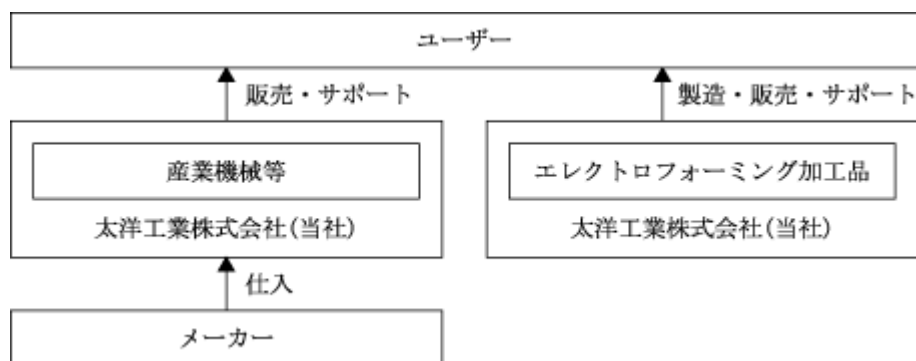 ユーザー
販売・サポート
製造・販売・サポート
産業機械等
エレクトロフォーミング加工品
太洋工業株式会社(当社)
太洋工業株式会社(当社)
仕入
メーカー